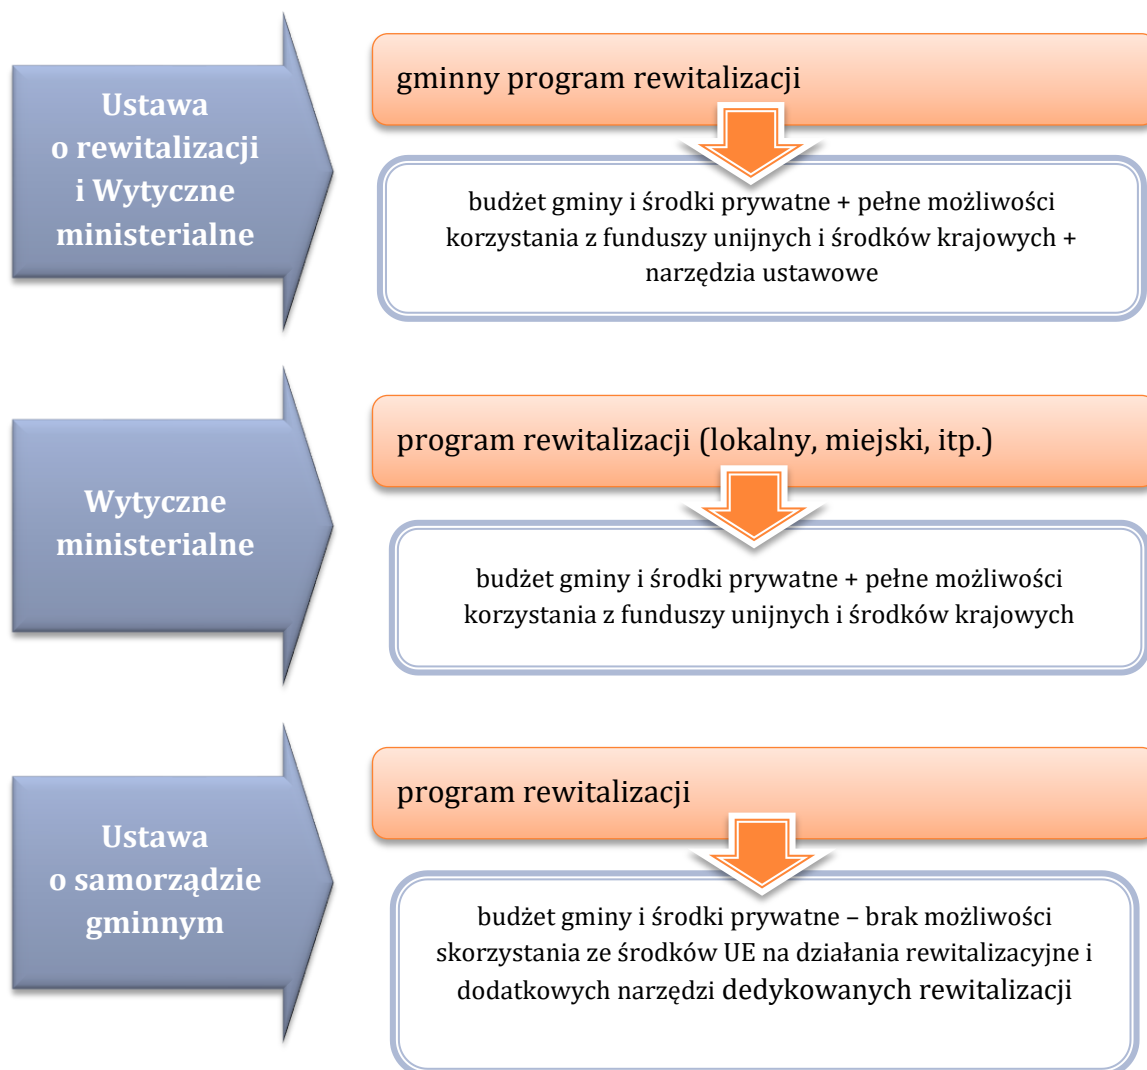 Ustawa
o rewitalizacji
i Wytyczne
ministerialne
gminny program rewitalizacji
budżet gminy i środki prywatne + pełne możliwości
korzystania z funduszy unijnych i środków krajowych +
narzędzia ustawowe
Wytyczne
ministerialne
program rewitalizacji (lokalny, miejski, itp.)
budżet gminy i środki prywatne + pełne możliwości
korzystania z funduszy unijnych i środków krajowych
Ustawa
o samorządzie
gminnym
program rewitalizacji
budżet gminy i środki prywatne – brak możliwości
skorzystania ze środków UE na działania rewitalizacyjne i
dodatkowych narzędzi dedykowanych rewitalizacji